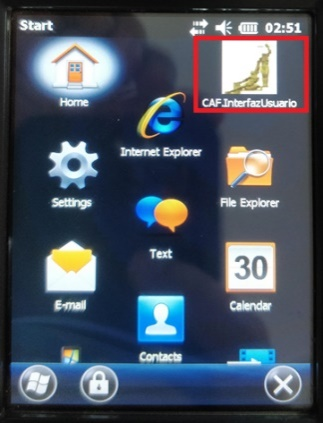 Start
02:51
Home
CAF.InterfazUsuario
Internet Explorer
Settings
File Explorer
Text
30
E-mail
Calendar
Contacts